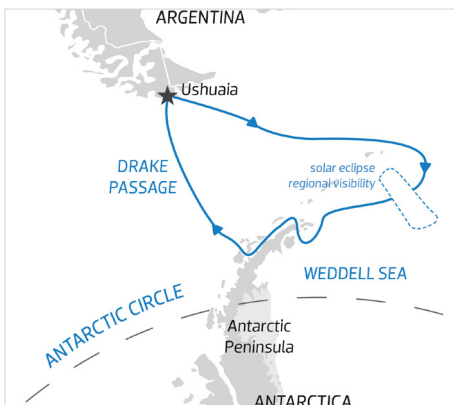 ARGENTINA
Ushuaia
DRAKE
PASSAGE
solar eclipse
regional visibility
WEDDELL SEA
ANTARCTIC CIRCLE
Antarctic
Peninsula
ANTARCTICA